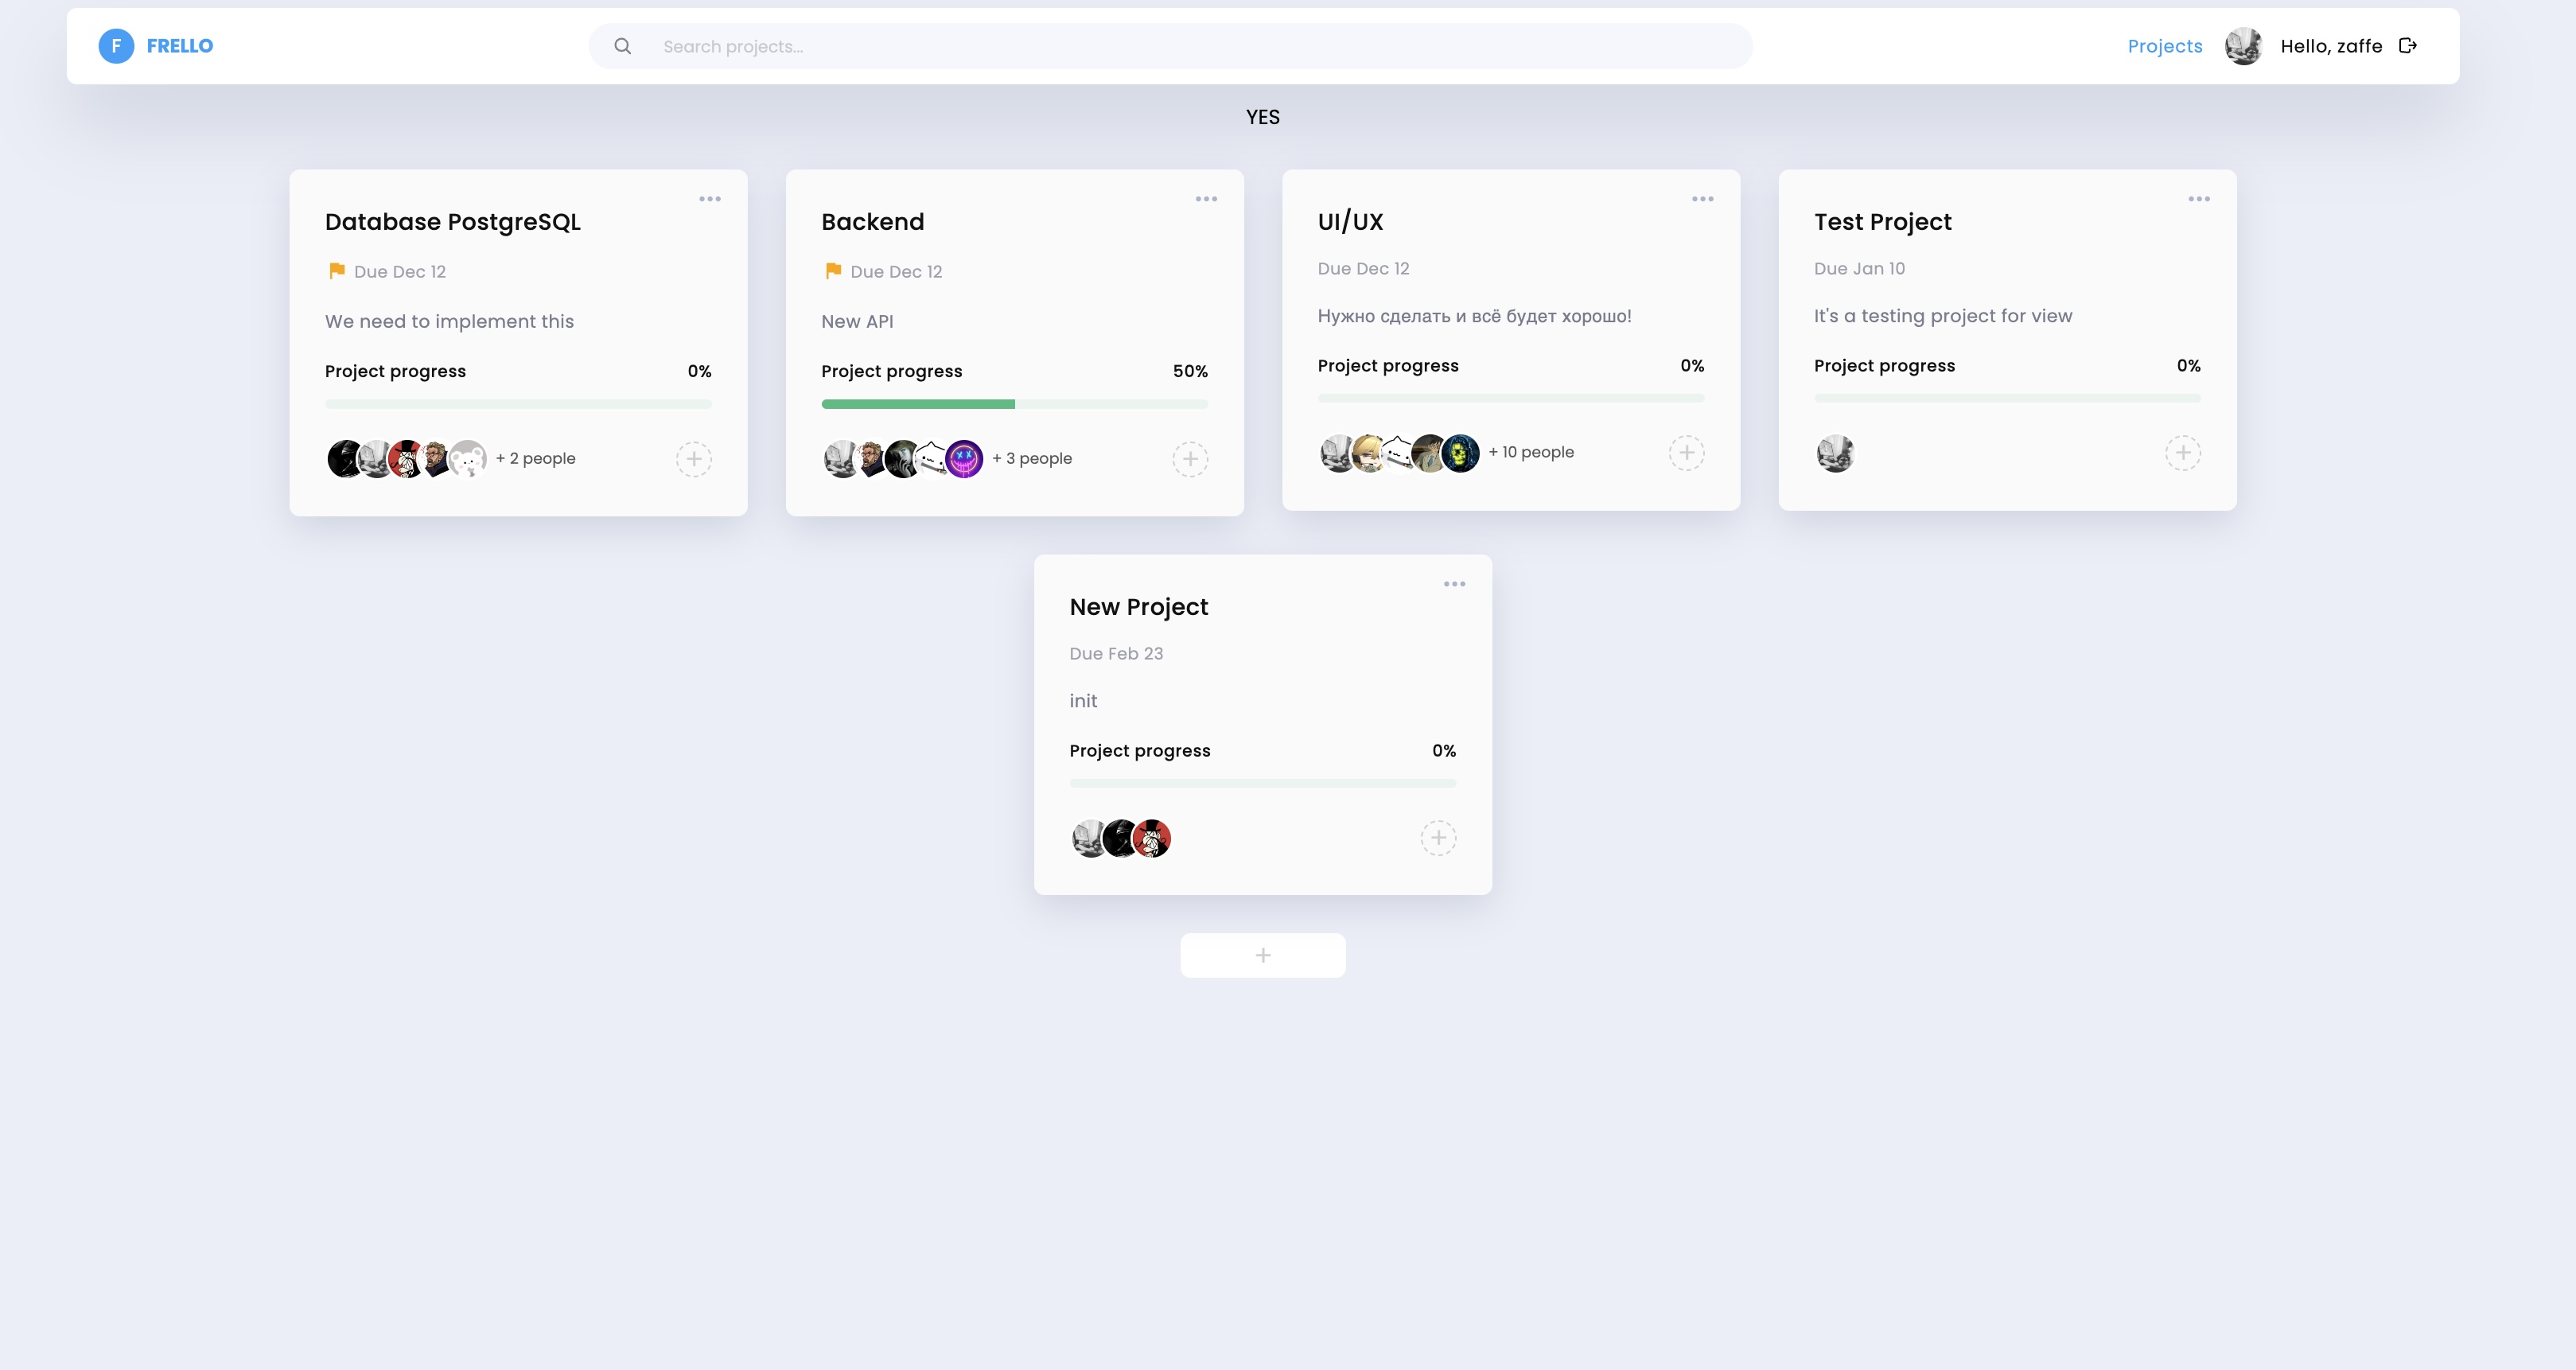 F FRELLO
Search projects...
Projects
Hello, zaffe
YES
Database PostgreSQL
Due Dec 12
We need to implement this
Project progress 0%
+ 2 people
Backend
Due Dec 12
New API
Project progress 50%
+ 3 people
UI/UX
Due Dec 12
Нужно сделать и всё будет хорошо!
Project progress 0%
+ 10 people
Test Project
Due Jan 10
It's a testing project for view
Project progress 0%
New Project
Due Feb 23
init
Project progress 0%